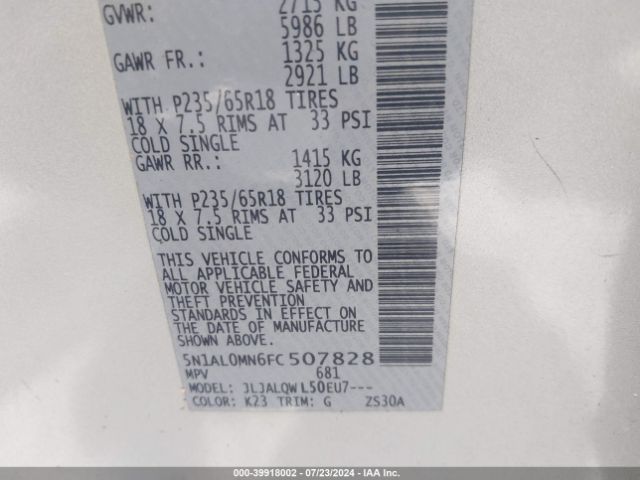 GVWR: 2715 KG
5986 LB
GAWR FR.: 1325 KG
2921 LB
WITH P235/65R18 TIRES
18 X 7.5 RIMS AT 33 PSI
COLD SINGLE
GAWR RR.: 1415 KG
3120 LB
WITH P235/65R18 TIRES
18 X 7.5 RIMS AT 33 PSI
COLD SINGLE
THIS VEHICLE CONFORMS TO
ALL APPLICABLE FEDERAL
MOTOR VEHICLE SAFETY AND
THEFT PREVENTION
STANDARDS IN EFFECT ON
THE DATE OF MANUFACTURE
SHOWN ABOVE.
5N1AL0MN6FC507828
MPV 681
MODEL: JLJALQWL50EU7---
COLOR: K23 TRIM: G ZS30A
000-39918002 - 07/23/2024 - IAA Inc.